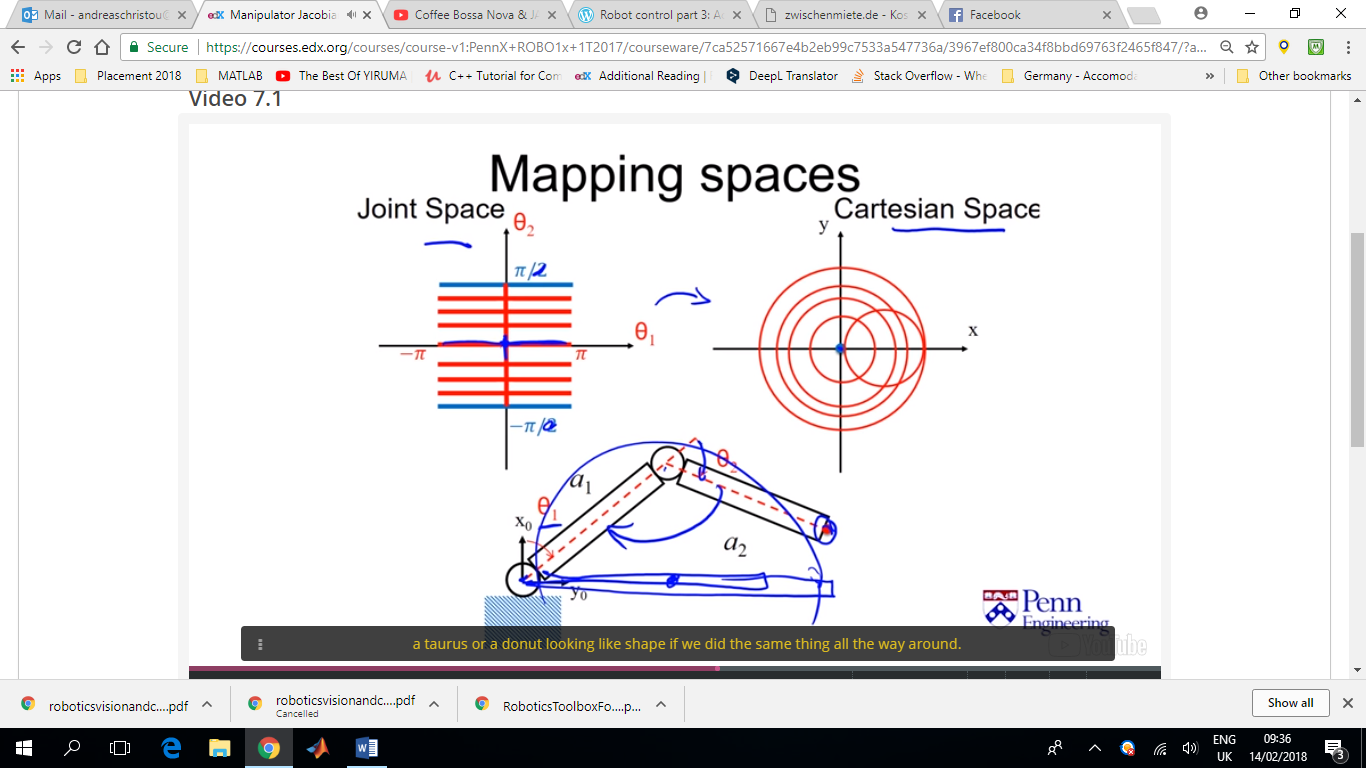 Mail - andreaschristou@
Manipulator Jacobia
Coffee Bossa Nova & JA
Robot control part 3: Ac
zwischenmiete.de - Kos
Facebook
Secure | https://courses.edx.org/courses/course-v1:PennX+ROBO1x+1T2017/courseware/7ca52571667e4b2eb99c7533a547736a/3967ef800ca34f8bbd69763f2465f847/?a...
Apps Placement 2018 MATLAB The Best Of YIRUMA C++ Tutorial for Com Additional Reading | DeepL Translator Stack Overflow - Whe Germany - Accomoda » Other bookmarks
Video 7.1
Mapping spaces
Joint Space
Cartesian Space
θ2
y
π/2
θ1
x
−π
π
−π/2
θ2
a1
θ1
x0
a2
y0
Penn
Engineering
YouTube
a taurus or a donut looking like shape if we did the same thing all the way around.
roboticsvisionandc....pdf
roboticsvisionandc....pdf
Cancelled
RoboticsToolboxFo....p...
Show all
ENG
UK
09:36
14/02/2018
3